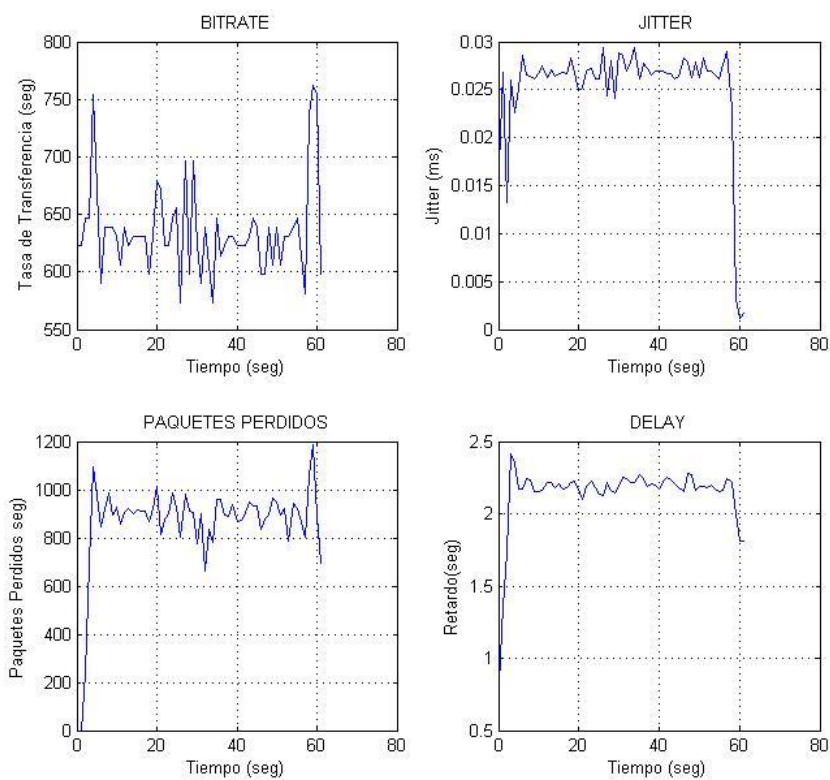 BITRATE
800
750
700
650
600
550
Tasa de Transferencia (seg)
0 20 40 60 80
Tiempo (seg)
JITTER
0.03
0.025
0.02
0.015
0.01
0.005
0
Jitter (ms)
0 20 40 60 80
Tiempo (seg)
PAQUETES PERDIDOS
1200
1000
800
600
400
200
0
Paquetes Perdidos seg)
0 20 40 60 80
Tiempo (seg)
DELAY
2.5
2
1.5
1
0.5
Retardo(seg)
0 20 40 60 80
Tiempo (seg)